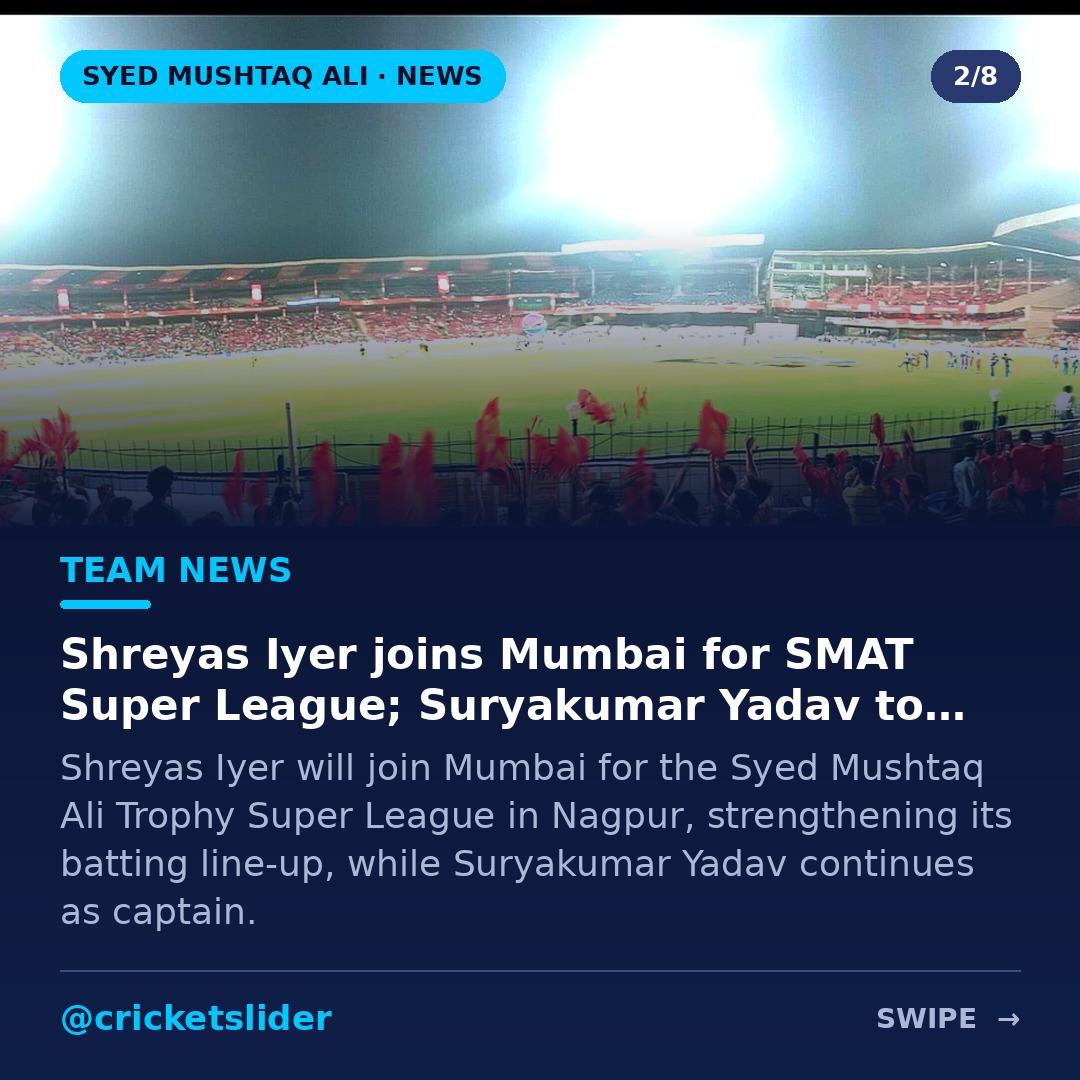 SYED MUSHTAQ ALI · NEWS
2/8
TEAM NEWS
Shreyas Iyer joins Mumbai for SMAT
Super League; Suryakumar Yadav to...
Shreyas Iyer will join Mumbai for the Syed Mushtaq
Ali Trophy Super League in Nagpur, strengthening its
batting line-up, while Suryakumar Yadav continues
as captain.
@cricketslider
SWIPE →